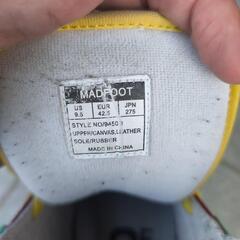 MADFOOT
US EUR JPN
9.5 42.5 275
STYLE NO/
UPPER/CANVAS,LEATHER
SOLE/RUBBER
MADE IN CHINA